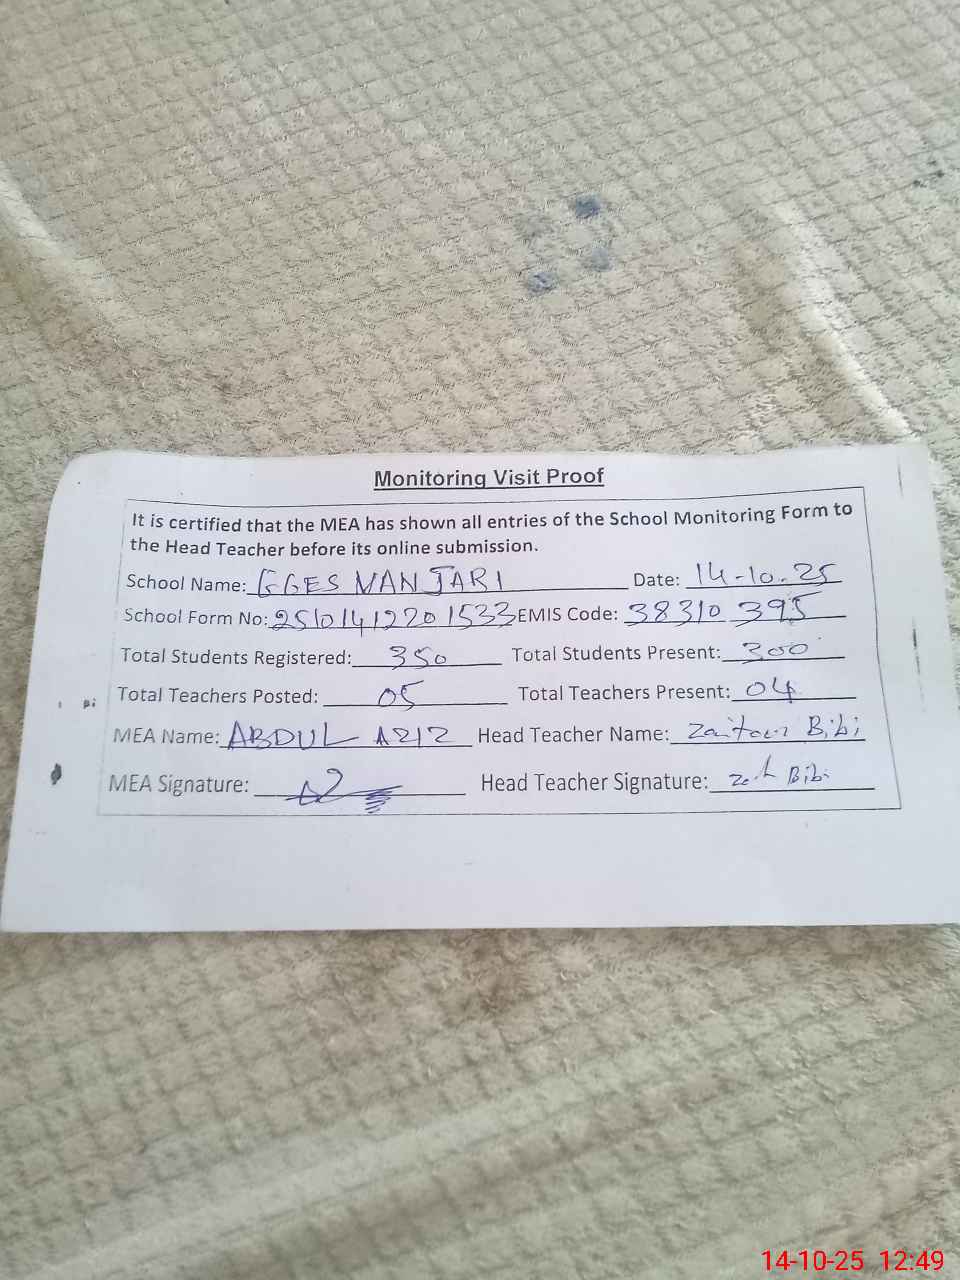 Monitoring Visit Proof
It is certified that the MEA has shown all entries of the School Monitoring Form to
the Head Teacher before its online submission.
School Name: GGES VANJARI Date: 14-10-25
School Form No: 25101412201533 EMIS Code: 38310395
Total Students Registered: 350 Total Students Present: 300
Total Teachers Posted: 05 Total Teachers Present: 04
MEA Name: ABDUL AZIZ Head Teacher Name: Zaitoon Bibi
MEA Signature: Head Teacher Signature: Bibi
14-10-25 12:49